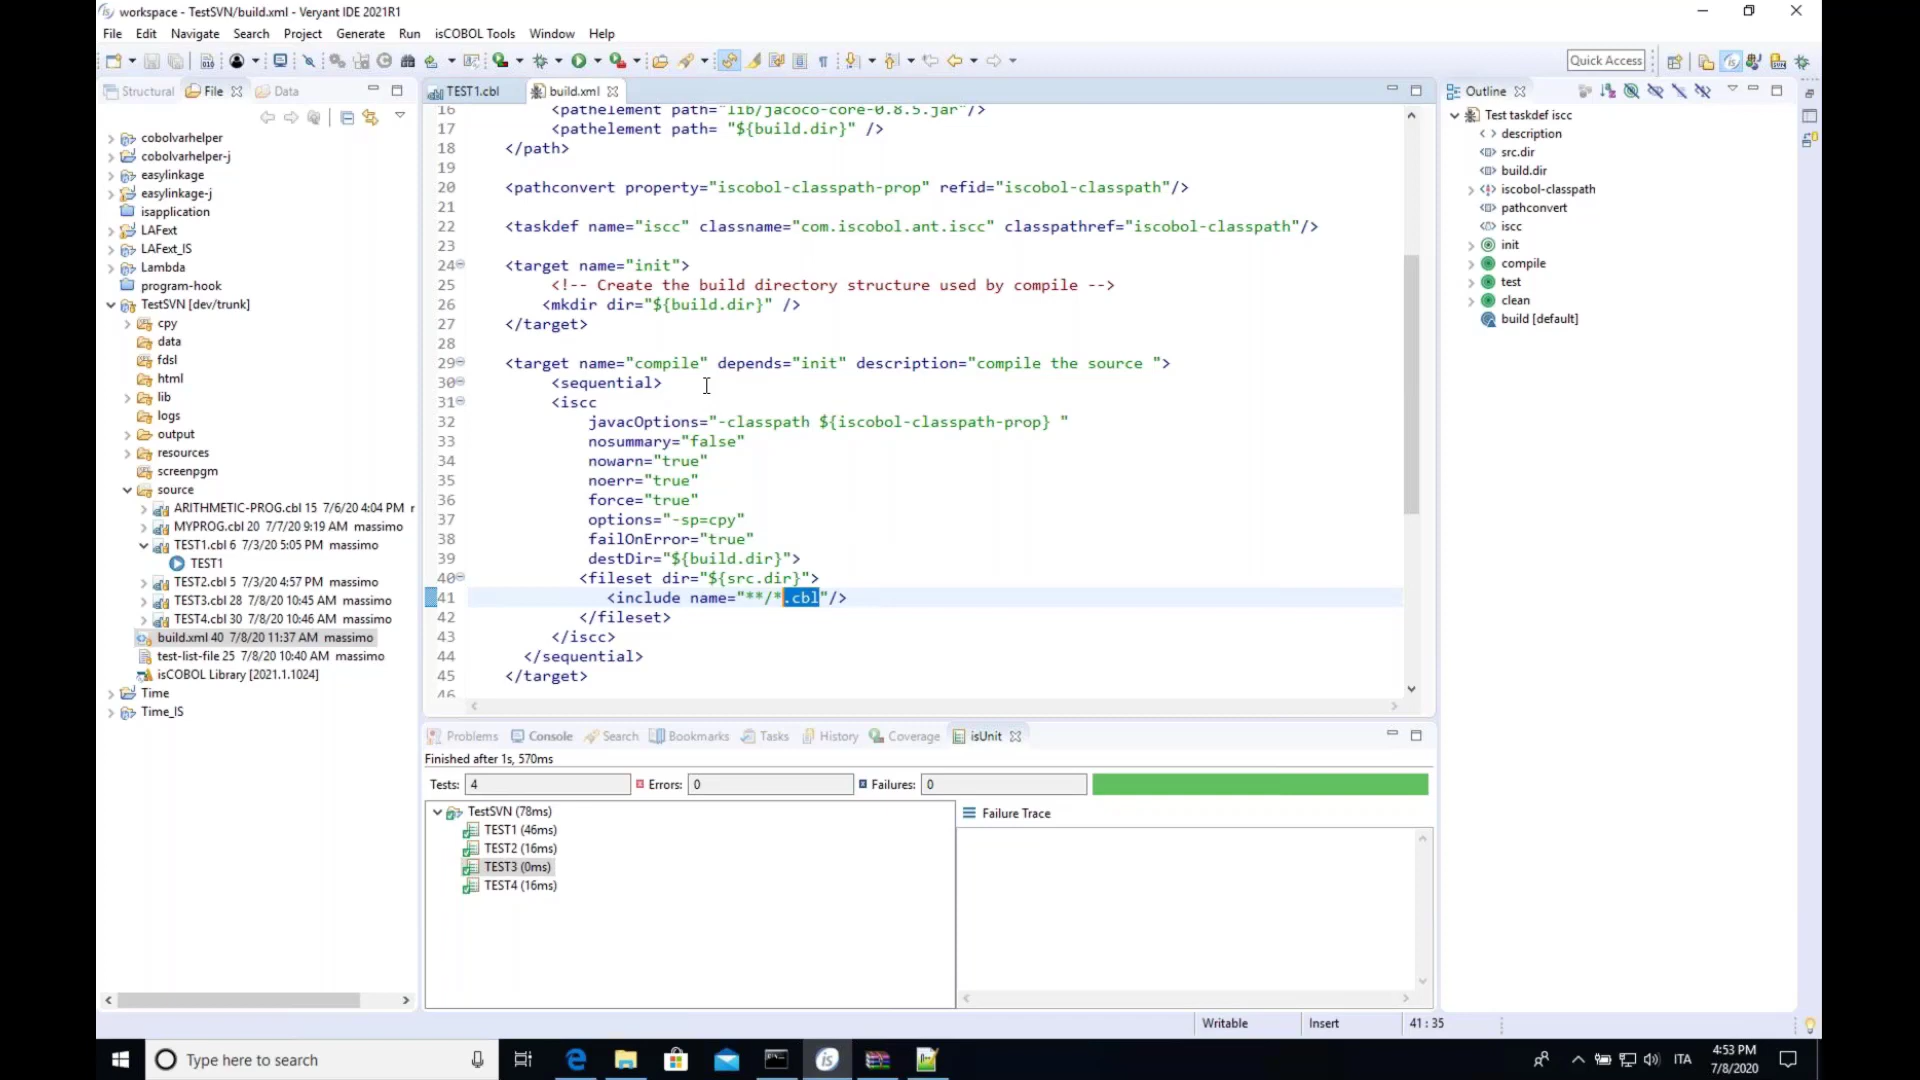 workspace - TestSVN/build.xml - Veryant IDE 2021R1
File Edit Navigate Search Project Generate Run isCOBOL Tools Window Help
Quick Access
Structural File Data
cobolvarhelper
cobolvarhelper-j
easylinkage
easylinkage-j
isapplication
LAFext
LAFext_IS
Lambda
program-hook
TestSVN [dev/trunk]
cpy
data
fdsl
html
lib
logs
output
resources
screenpgm
source
ARITHMETIC-PROG.cbl 15 7/6/20 4:04 PM r
MYPROG.cbl 20 7/7/20 9:19 AM massimo
TEST1.cbl 6 7/3/20 5:05 PM massimo
TEST1
TEST2.cbl 5 7/3/20 4:57 PM massimo
TEST3.cbl 28 7/8/20 10:45 AM massimo
TEST4.cbl 30 7/8/20 10:46 AM massimo
build.xml 40 7/8/20 11:37 AM massimo
test-list-file 25 7/8/20 10:40 AM massimo
isCOBOL Library [2021.1.1024]
Time
Time_IS
TEST1.cbl build.xml
16 <pathelement path="lib/jacoco-core-0.8.5.jar"/>
17 <pathelement path= "${build.dir}" />
18 </path>
19
20 <pathconvert property="iscobol-classpath-prop" refid="iscobol-classpath"/>
21
22 <taskdef name="iscc" classname="com.iscobol.ant.iscc" classpathref="iscobol-classpath"/>
23
24 <target name="init">
25 <!-- Create the build directory structure used by compile -->
26 <mkdir dir="${build.dir}" />
27 </target>
28
29 <target name="compile" depends="init" description="compile the source ">
30 <sequential>
31 <iscc
32 javacOptions="-classpath ${iscobol-classpath-prop} "
33 nosummary="false"
34 nowarn="true"
35 noerr="true"
36 force="true"
37 options="-sp=cpy"
38 failOnError="true"
39 destDir="${build.dir}">
40 <fileset dir="${src.dir}">
41 <include name="**/*.cbl"/>
42 </fileset>
43 </iscc>
44 </sequential>
45 </target>
46
Outline
Test taskdef iscc
description
src.dir
build.dir
iscobol-classpath
pathconvert
iscc
init
compile
test
clean
build [default]
Problems Console Search Bookmarks Tasks History Coverage isUnit
Finished after 1s, 570ms
Tests: 4 Errors: 0 Failures: 0
TestSVN (78ms)
TEST1 (46ms)
TEST2 (16ms)
TEST3 (0ms)
TEST4 (16ms)
Failure Trace
Writable Insert 41 : 35
Type here to search
ITA
4:53 PM
7/8/2020